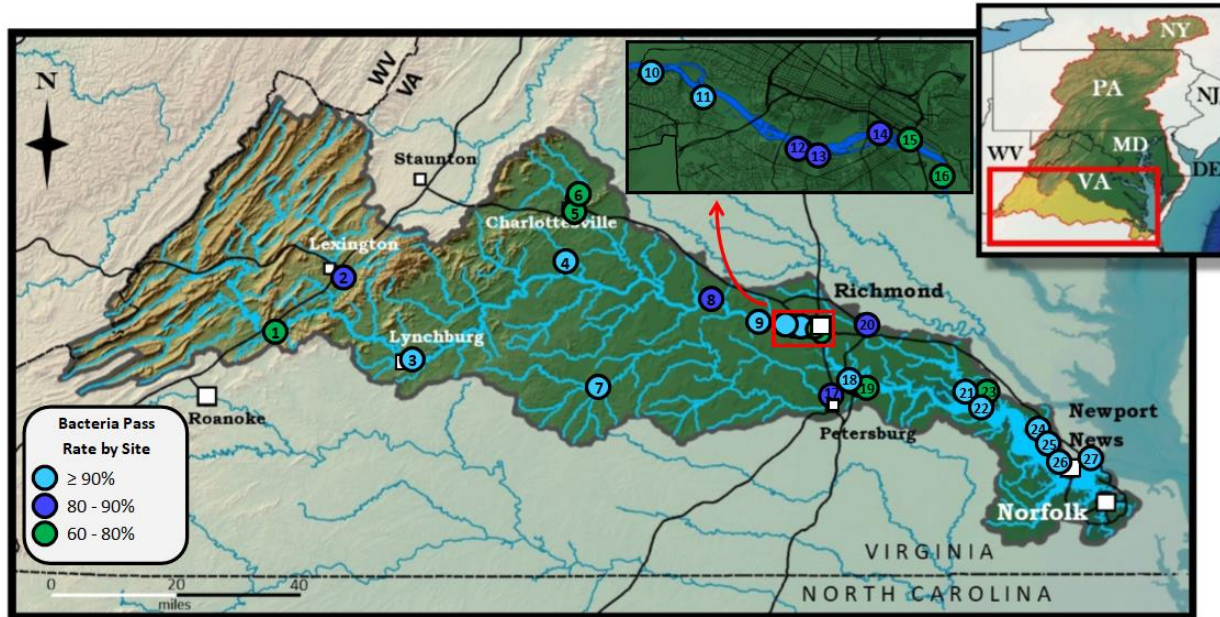 NY
PA
NJ
MD
WV
DE
VA
WV
VA
N
10
11
12
13
14
15
16
Staunton
6
5
Charlottesville
Lexington
4
2
8
Richmond
9
20
1
Lynchburg
3
7
18
19
17
21
23
22
Roanoke
Petersburg
Newport
News
24
25
26
27
Norfolk
Bacteria Pass
Rate by Site
≥ 90%
80 - 90%
60 - 80%
VIRGINIA
NORTH CAROLINA
0 20 40
miles